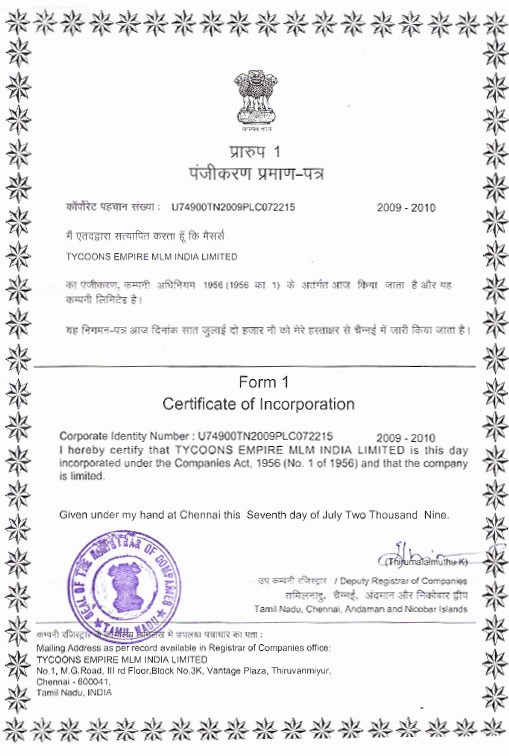 सत्यमेव जयते
प्रारुप 1
पंजीकरण प्रमाण-पत्र
कॉर्पोरेट पहचान संख्या : U74900TN2009PLC072215 2009 - 2010
मैं एतदद्वारा सत्यापित करता हूँ कि मैसर्स
TYCOONS EMPIRE MLM INDIA LIMITED
का पंजीकरण, कम्पनी अधिनियम 1956 (1956 का 1) के अतंर्गत आज किया जाता है और यह
कम्पनी लिमिटेड है।
यह निगमन-पत्र आज दिनांक सात जुलाई दो हजार नौ को मेरे हस्ताक्षर से चैन्नई में जारी किया जाता है।
Form 1
Certificate of Incorporation
Corporate Identity Number : U74900TN2009PLC072215 2009 - 2010
I hereby certify that TYCOONS EMPIRE MLM INDIA LIMITED is this day
incorporated under the Companies Act, 1956 (No. 1 of 1956) and that the company
is limited.
Given under my hand at Chennai this Seventh day of July Two Thousand Nine.
(Thirumalaimuthu K)
उप कम्पनी रजिस्ट्रार / Deputy Registrar of Companies
तमिलनाडु, चैन्नई, अंदमान और निकोबार द्वीप
Tamil Nadu, Chennai, Andaman and Nicobar Islands
SEAL OF THE REGISTRAR OF COMPANIES
TAMIL NADU
कम्पनी रजिस्ट्रार के कार्यालय अभिलेख में उपलब्ध पत्राचार का पता :
Mailing Address as per record available in Registrar of Companies office:
TYCOONS EMPIRE MLM INDIA LIMITED
No.1, M.G.Road, III rd Floor,Block No.3K, Vantage Plaza, Thiruvanmiyur,
Chennai - 600041,
Tamil Nadu, INDIA